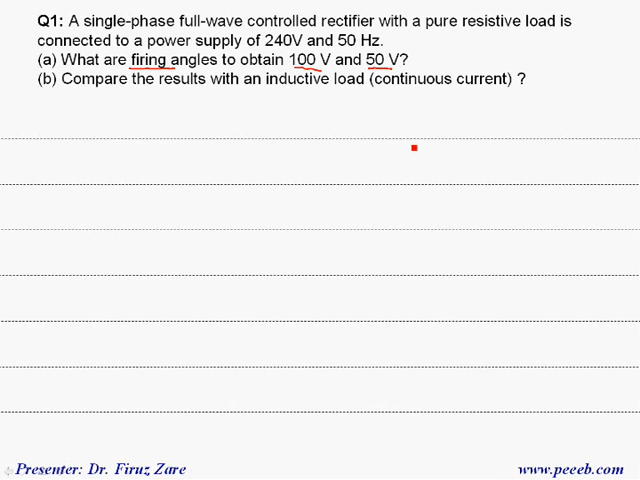 Q1: A single-phase full-wave controlled rectifier with a pure resistive load is
connected to a power supply of 240V and 50 Hz.
(a) What are firing angles to obtain 100 V and 50 V?
(b) Compare the results with an inductive load (continuous current) ?
Presenter: Dr. Firuz Zare
www.peeeb.com